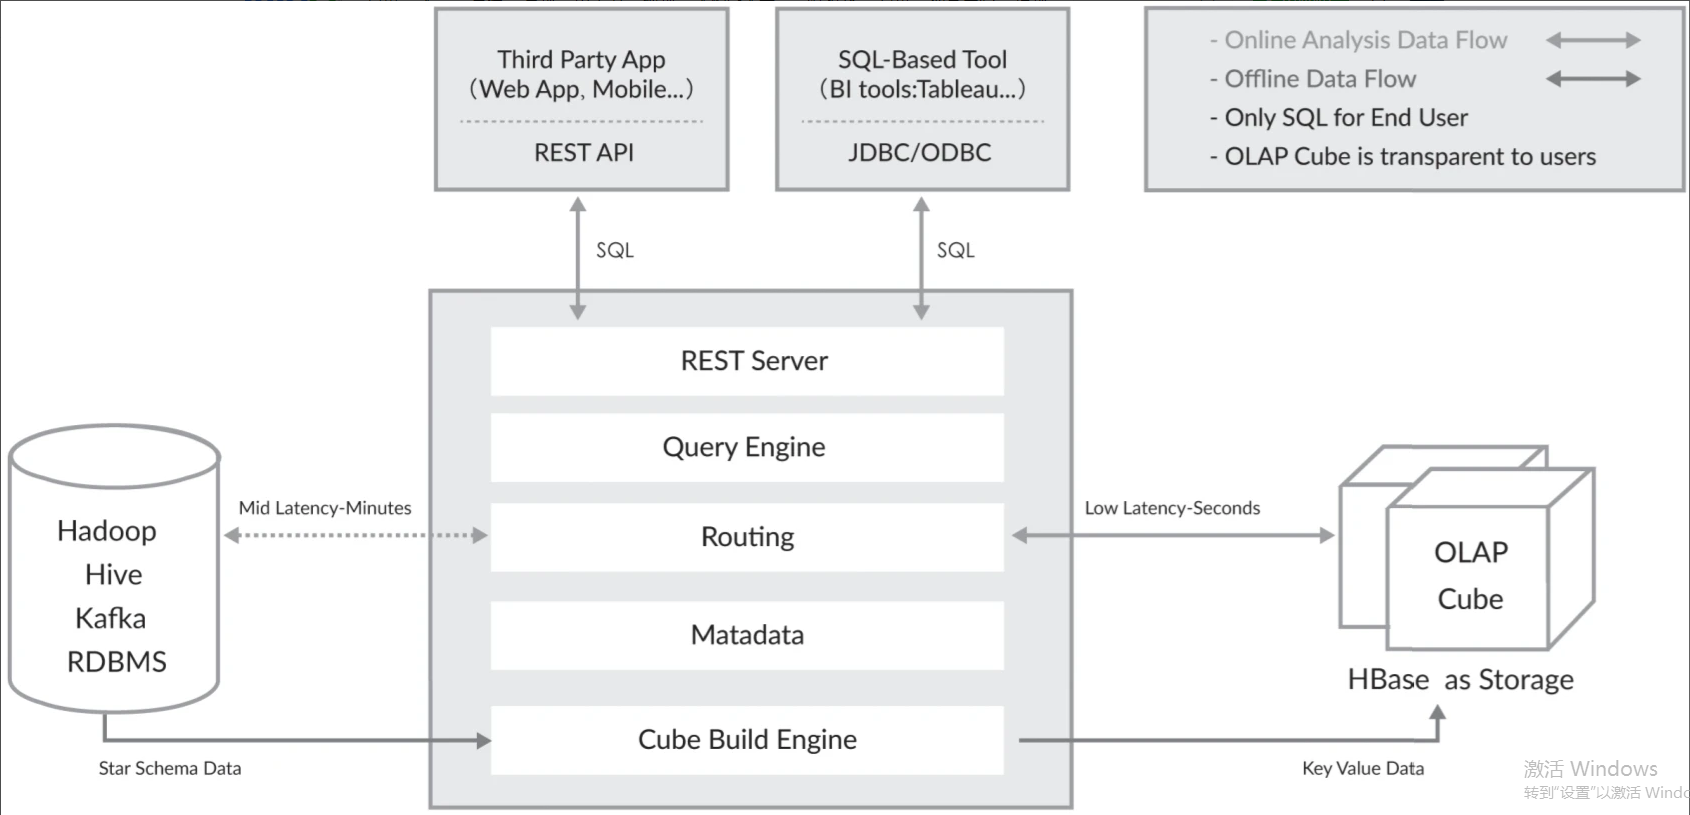 Third Party App
（Web App, Mobile...）
REST API
SQL-Based Tool
（BI tools:Tableau...）
JDBC/ODBC
- Online Analysis Data Flow
- Offline Data Flow
- Only SQL for End User
- OLAP Cube is transparent to users
SQL
SQL
REST Server
Query Engine
Routing
Matadata
Cube Build Engine
Mid Latency-Minutes
Low Latency-Seconds
Hadoop
Hive
Kafka
RDBMS
OLAP
Cube
HBase as Storage
Star Schema Data
Key Value Data
激活 Windows
转到"设置"以激活 Windo